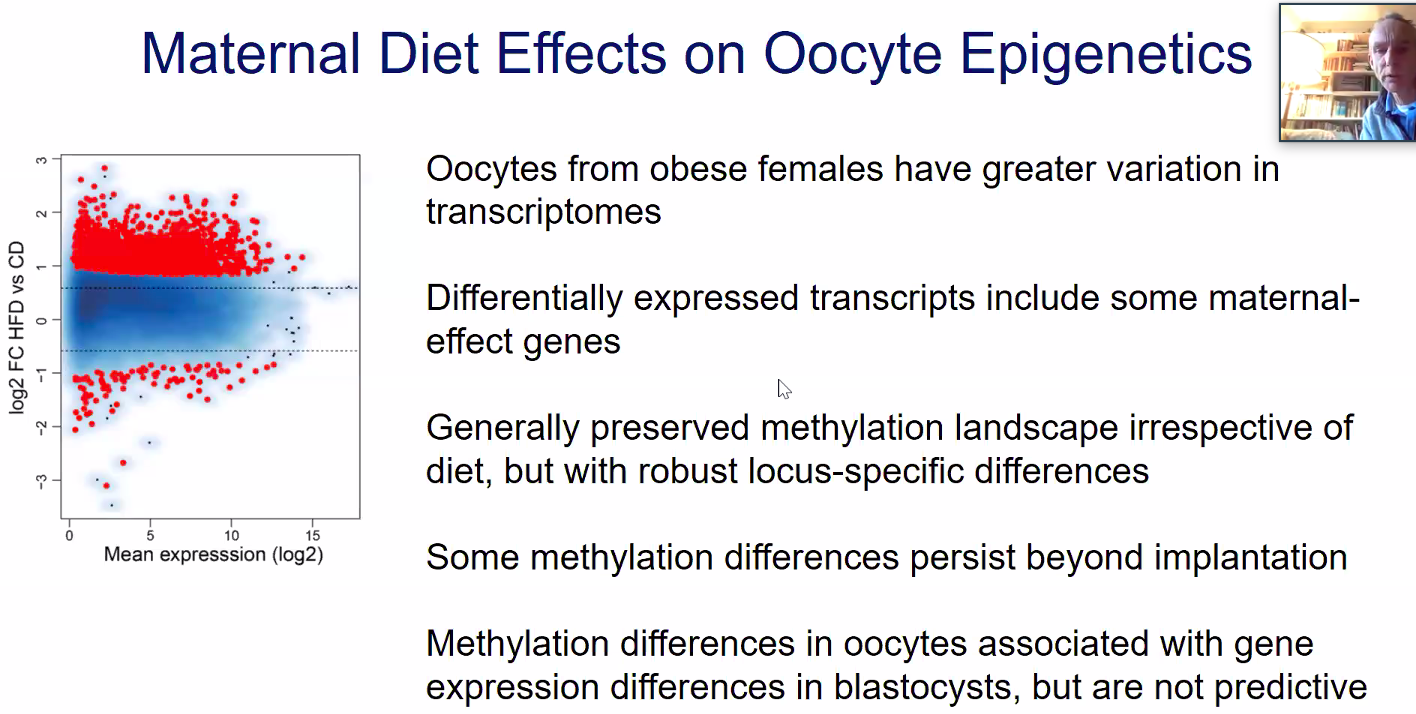 Maternal Diet Effects on Oocyte Epigenetics
Oocytes from obese females have greater variation in
transcriptomes
Differentially expressed transcripts include some maternal-
effect genes
Generally preserved methylation landscape irrespective of
diet, but with robust locus-specific differences
Some methylation differences persist beyond implantation
Methylation differences in oocytes associated with gene
expression differences in blastocysts, but are not predictive
log2 FC HFD vs CD
3
2
1
0
−1
−2
−3
0 5 10 15
Mean expresssion (log2)